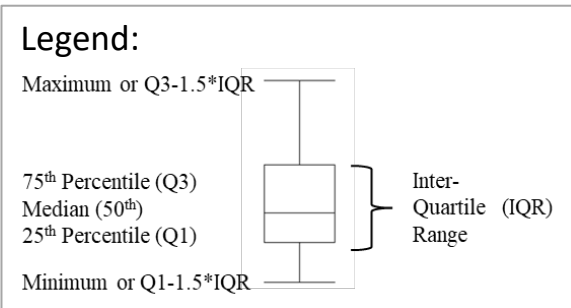 Legend:
Maximum or Q3-1.5*IQR
75th Percentile (Q3)
Median (50th)
25th Percentile (Q1)
Minimum or Q1-1.5*IQR
Inter-
Quartile (IQR)
Range